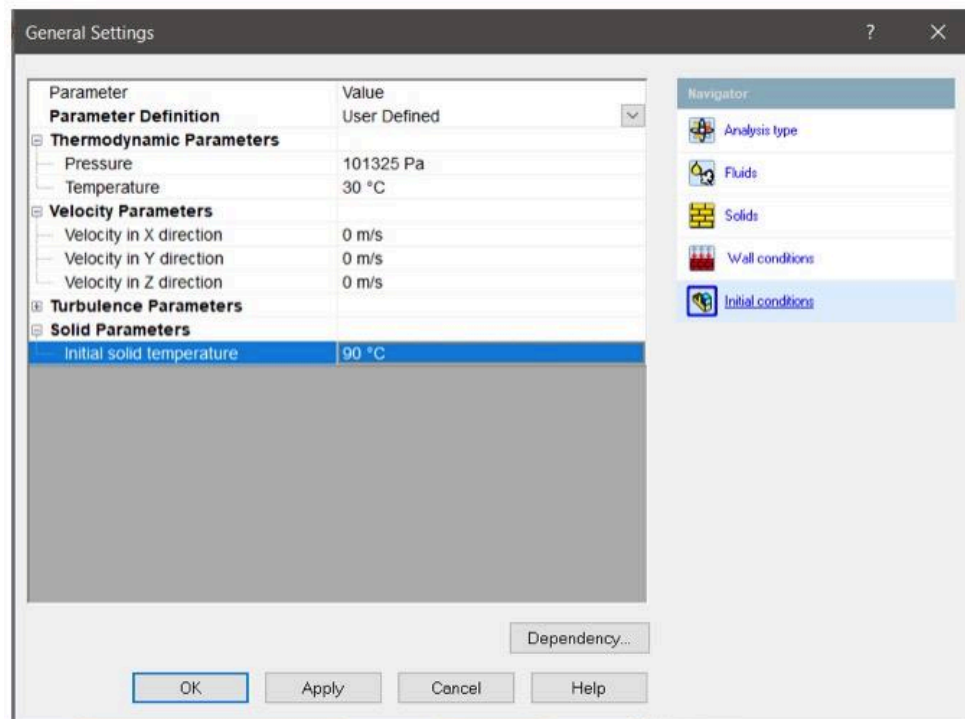 General Settings ? X
Parameter Value
Parameter Definition User Defined
Thermodynamic Parameters
Pressure 101325 Pa
Temperature 30 °C
Velocity Parameters
Velocity in X direction 0 m/s
Velocity in Y direction 0 m/s
Velocity in Z direction 0 m/s
Turbulence Parameters
Solid Parameters
Initial solid temperature 90 °C
Navigator
Analysis type
Fluids
Solids
Wall conditions
Initial conditions
Dependency...
OK Apply Cancel Help